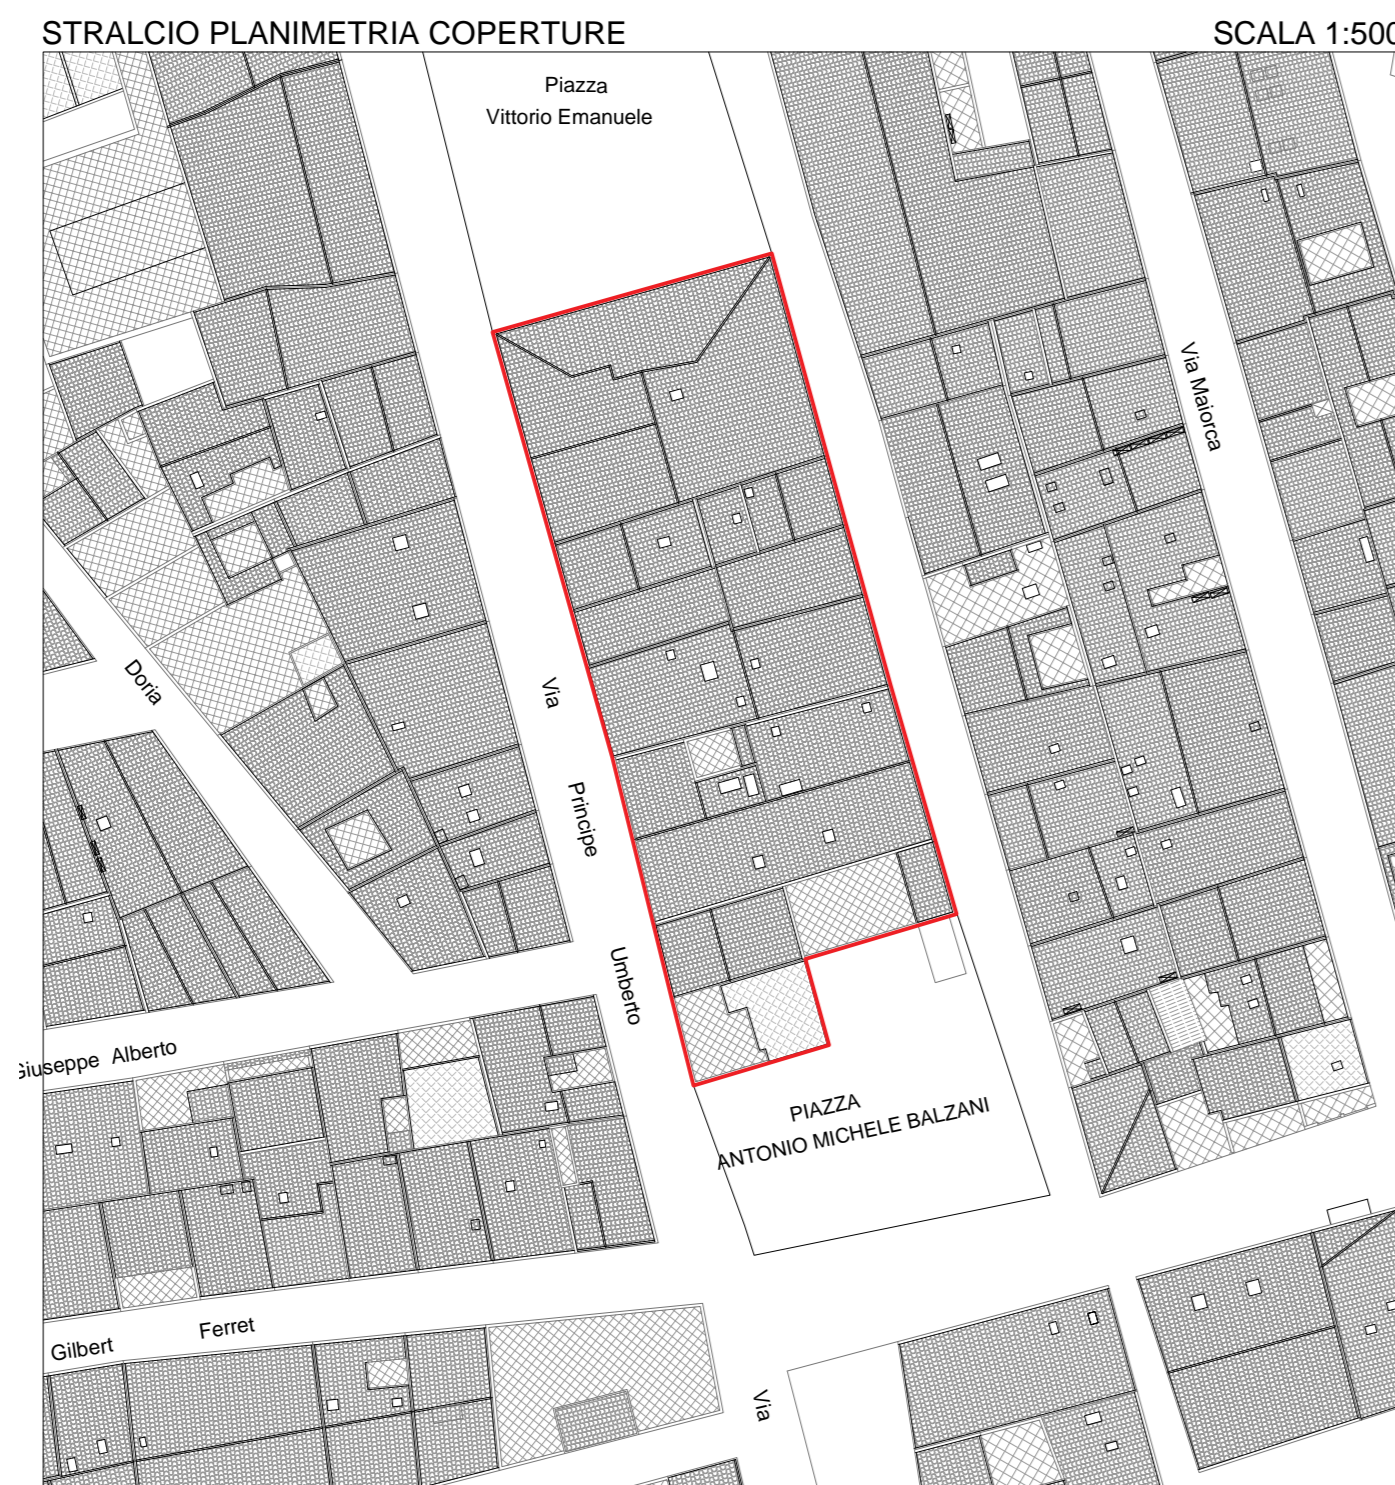 STRALCIO PLANIMETRIA COPERTURE
SCALA 1:500
Piazza
Vittorio Emanuele
Via Maiorca
Doria
Via
Principe
Umberto
Giuseppe Alberto
PIAZZA
ANTONIO MICHELE BALZANI
Gilbert
Ferret
Via